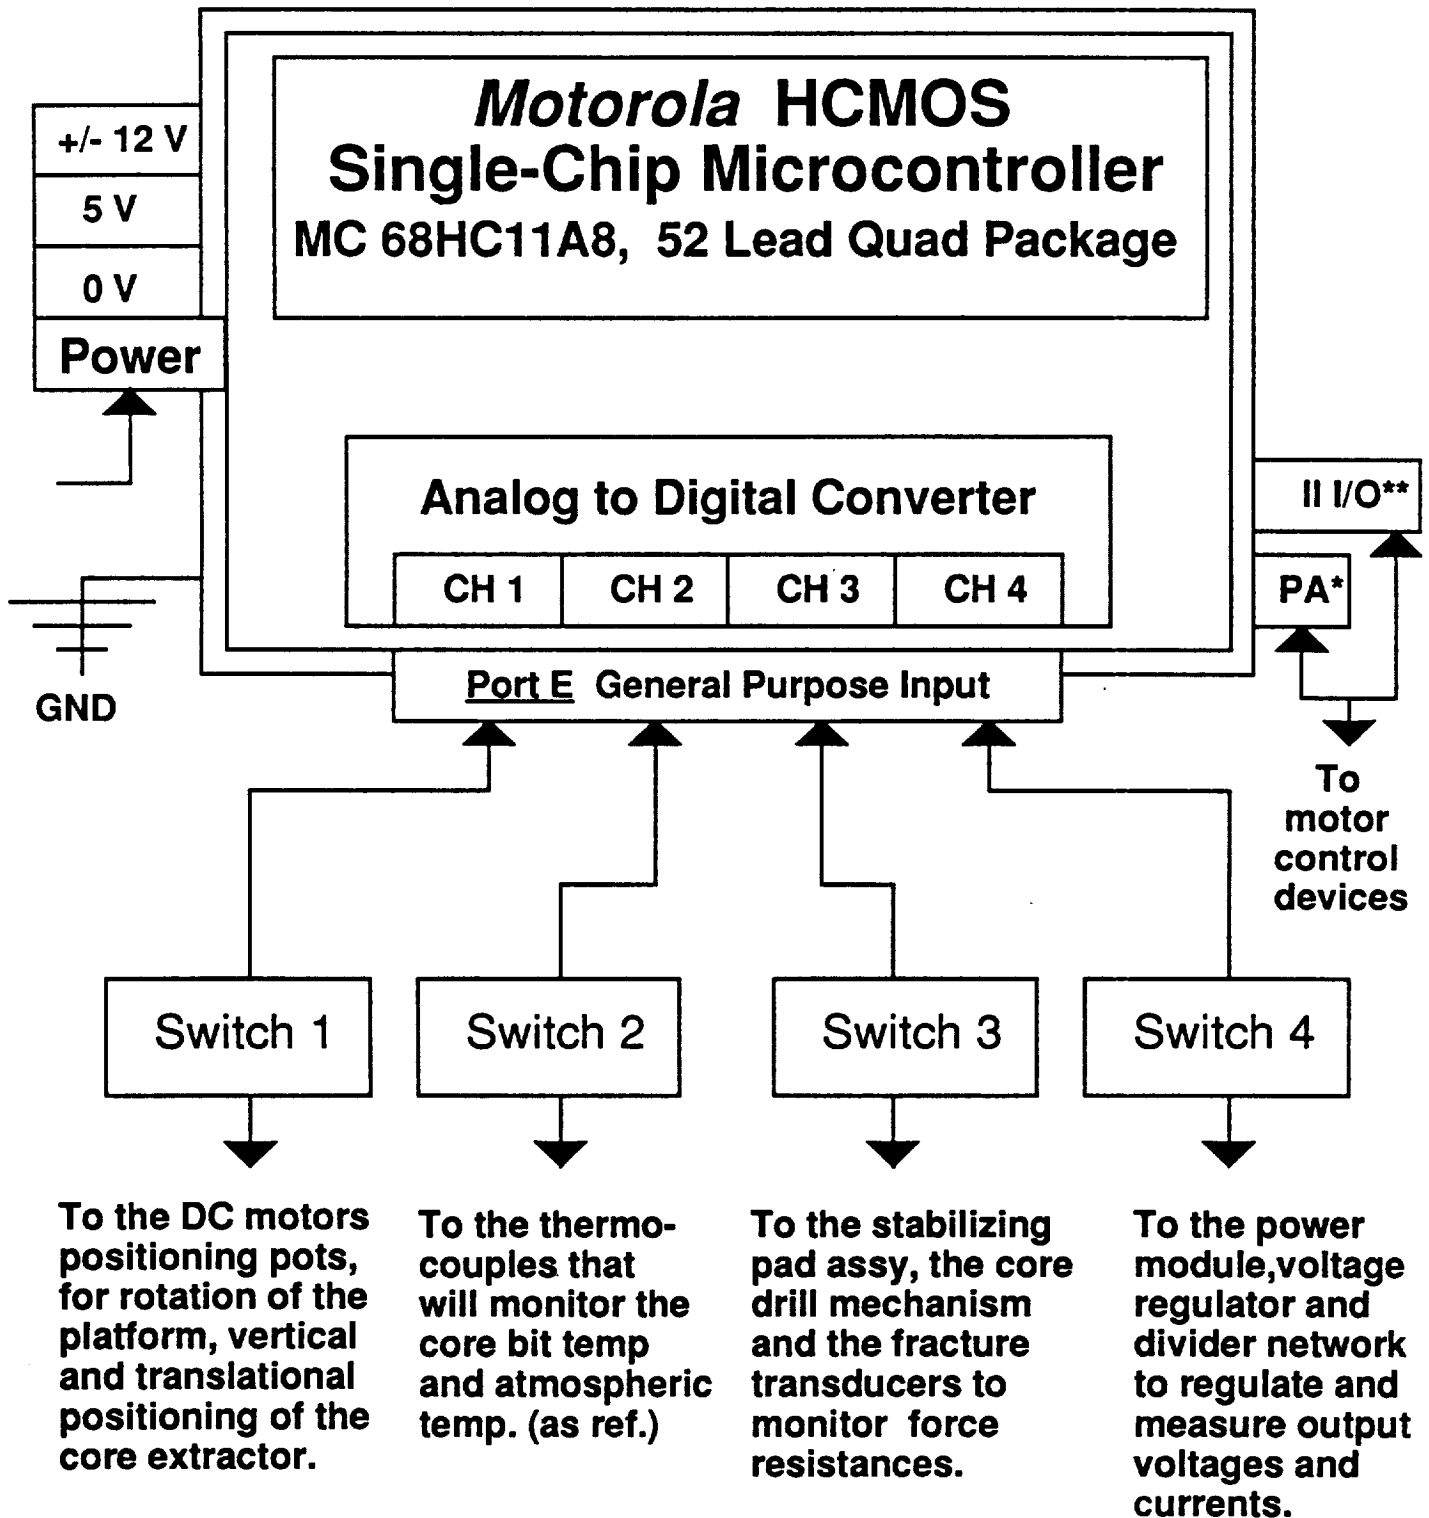 Motorola HCMOS
Single-Chip Microcontroller
MC 68HC11A8, 52 Lead Quad Package
+/- 12 V
5 V
0 V
Power
Analog to Digital Converter
CH 1
CH 2
CH 3
CH 4
II I/O**
PA*
GND
Port E General Purpose Input
To
motor
control
devices
Switch 1
Switch 2
Switch 3
Switch 4
To the DC motors
positioning pots,
for rotation of the
platform, vertical
and translational
positioning of the
core extractor.
To the thermo-
couples that
will monitor the
core bit temp
and atmospheric
temp. (as ref.)
To the stabilizing
pad assy, the core
drill mechanism
and the fracture
transducers to
monitor force
resistances.
To the power
module,voltage
regulator and
divider network
to regulate and
measure output
voltages and
currents.